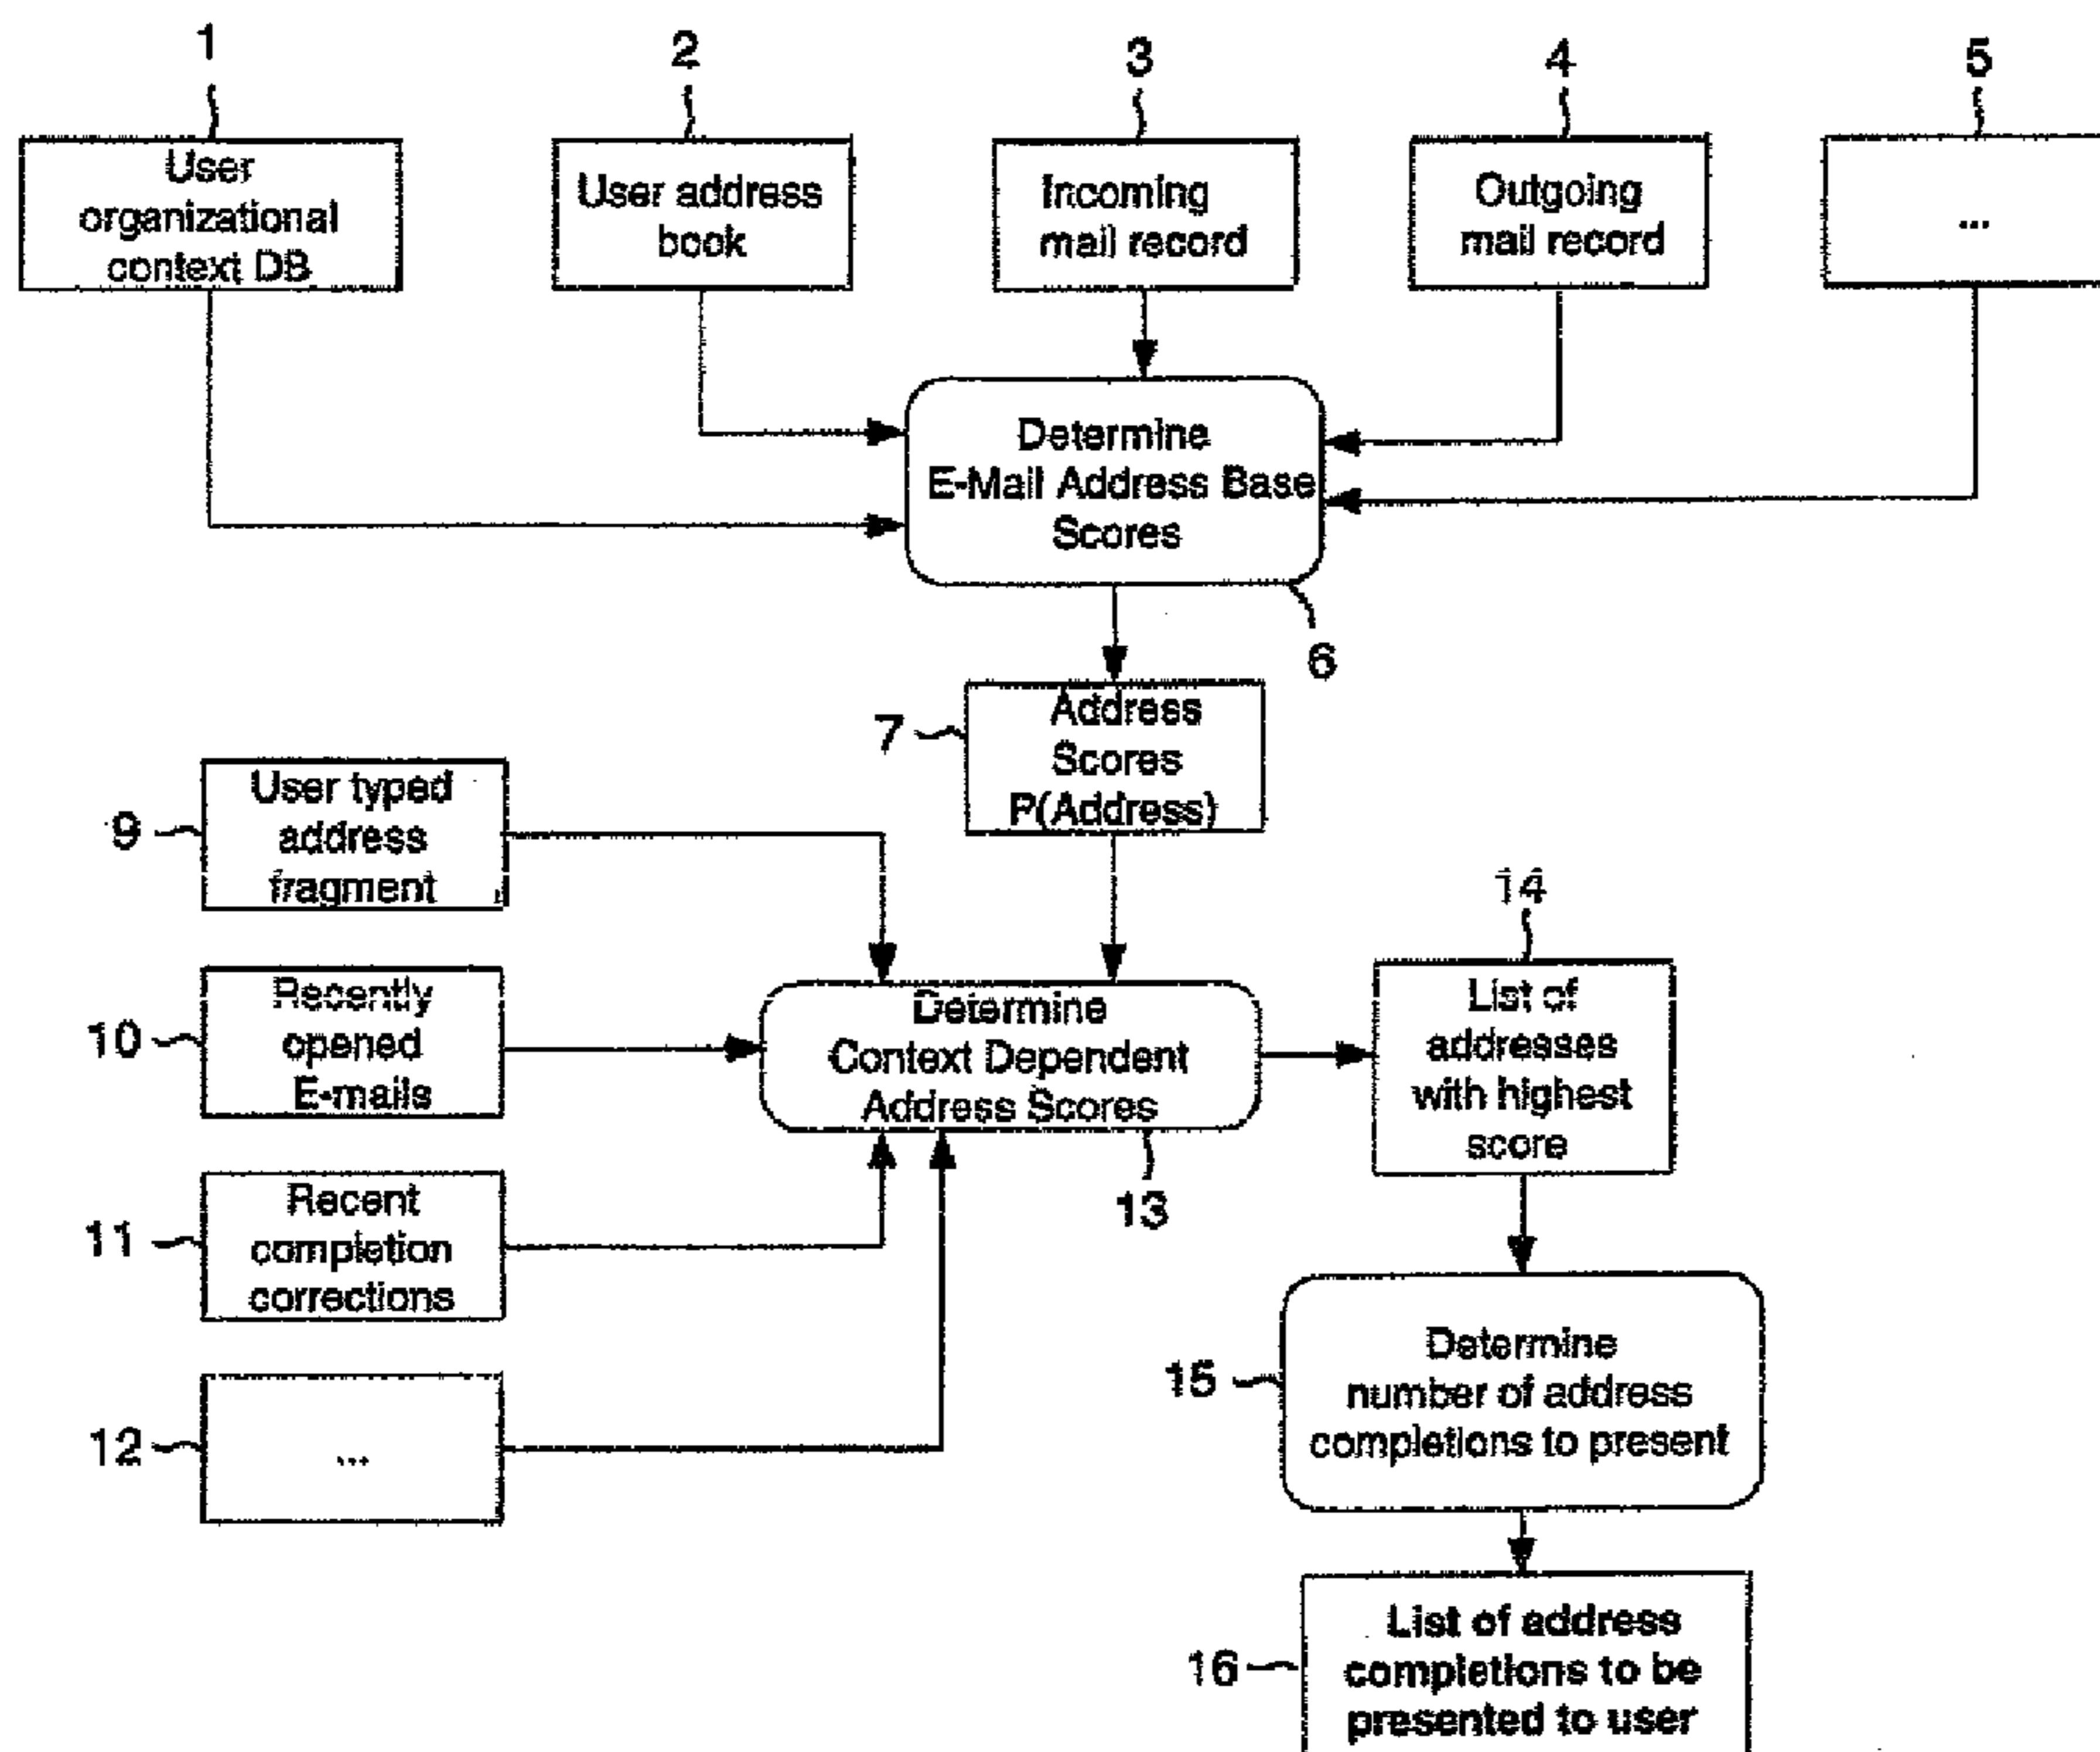 1
2
3
4
5
User
organizational
context DB
User address
book
Incoming
mail record
Outgoing
mail record
...
Determine
E-Mail Address Base
Scores
6
7
Address
Scores
P(Address)
9
User typed
address
fragment
10
Recently
opened
E-mails
11
Recent
completion
corrections
12
...
Determine
Context Dependent
Address Scores
13
14
List of
addresses
with highest
score
15
Determine
number of address
completions to present
16
List of address
completions to be
presented to user